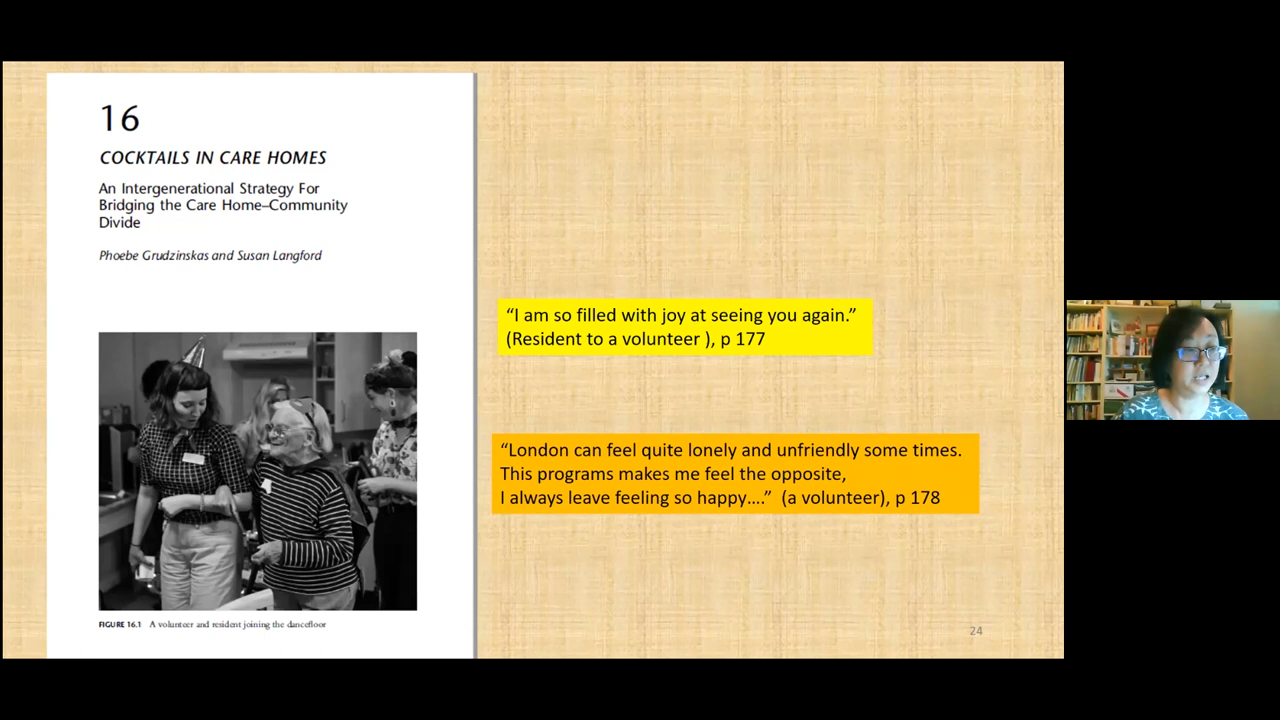 16
COCKTAILS IN CARE HOMES
An Intergenerational Strategy For
Bridging the Care Home–Community
Divide
Phoebe Grudzinskas and Susan Langford
FIGURE 16.1 A volunteer and resident joining the dancefloor
“I am so filled with joy at seeing you again.”
(Resident to a volunteer ), p 177
“London can feel quite lonely and unfriendly some times.
This programs makes me feel the opposite,
I always leave feeling so happy....” (a volunteer), p 178
24